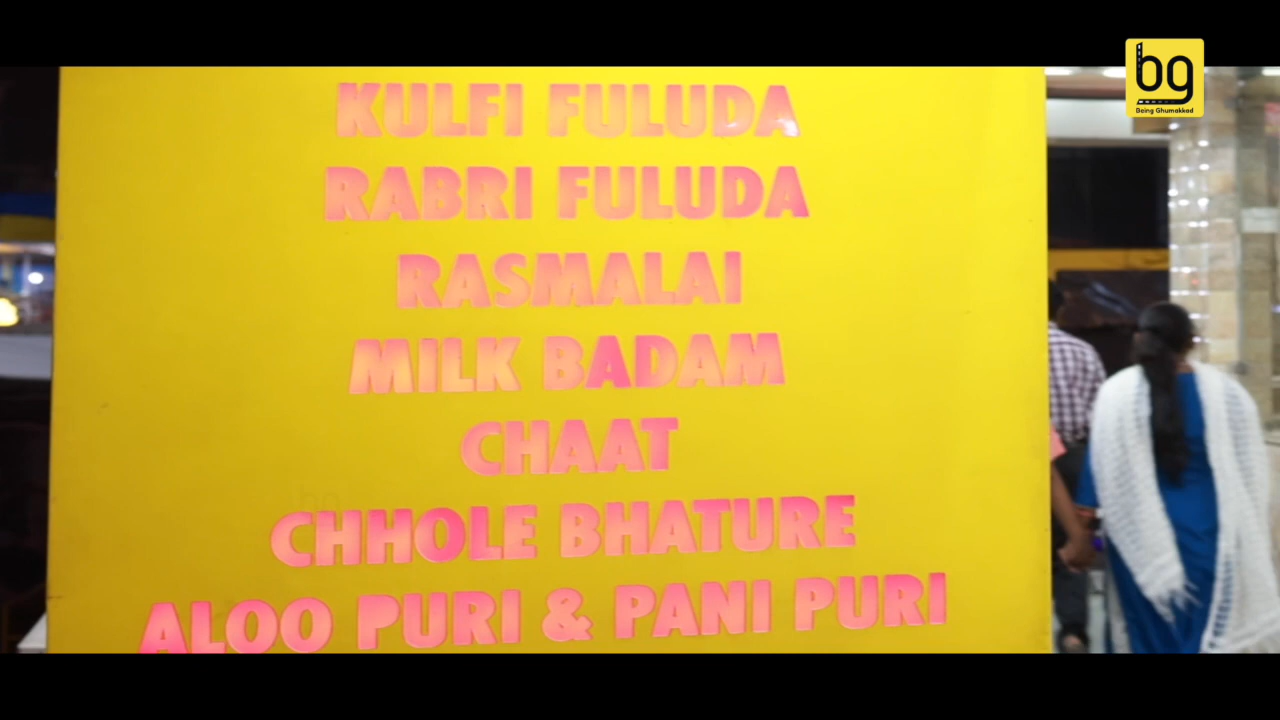 bg
Being Ghumakkad
KULFI FULUDA
RABRI FULUDA
RASMALAI
MILK BADAM
CHAAT
CHHOLE BHATURE
ALOO PURI & PANI PURI